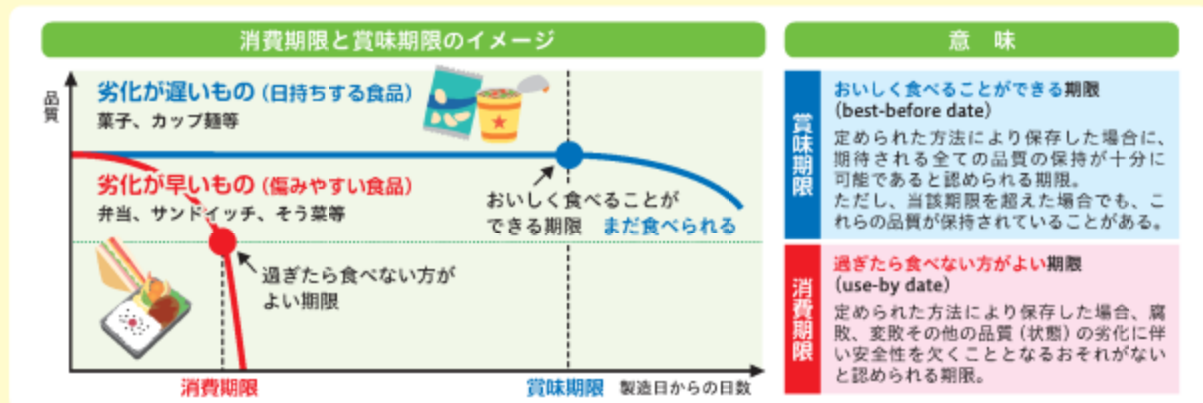 消費期限と賞味期限のイメージ
品質
劣化が遅いもの（日持ちする食品）
菓子、カップ麺等
劣化が早いもの（傷みやすい食品）
弁当、サンドイッチ、そう菜等
おいしく食べることが
できる期限 まだ食べられる
過ぎたら食べない方が
よい期限
消費期限
賞味期限
製造日からの日数
意 味
賞味期限
おいしく食べることができる期限
(best-before date)
定められた方法により保存した場合に、
期待される全ての品質の保持が十分に
可能であると認められる期限。
ただし、当該期限を超えた場合でも、こ
れらの品質が保持されていることがある。
消費期限
過ぎたら食べない方がよい期限
(use-by date)
定められた方法により保存した場合、腐
敗、変敗その他の品質（状態）の劣化に伴
い安全性を欠くこととなるおそれがない
と認められる期限。